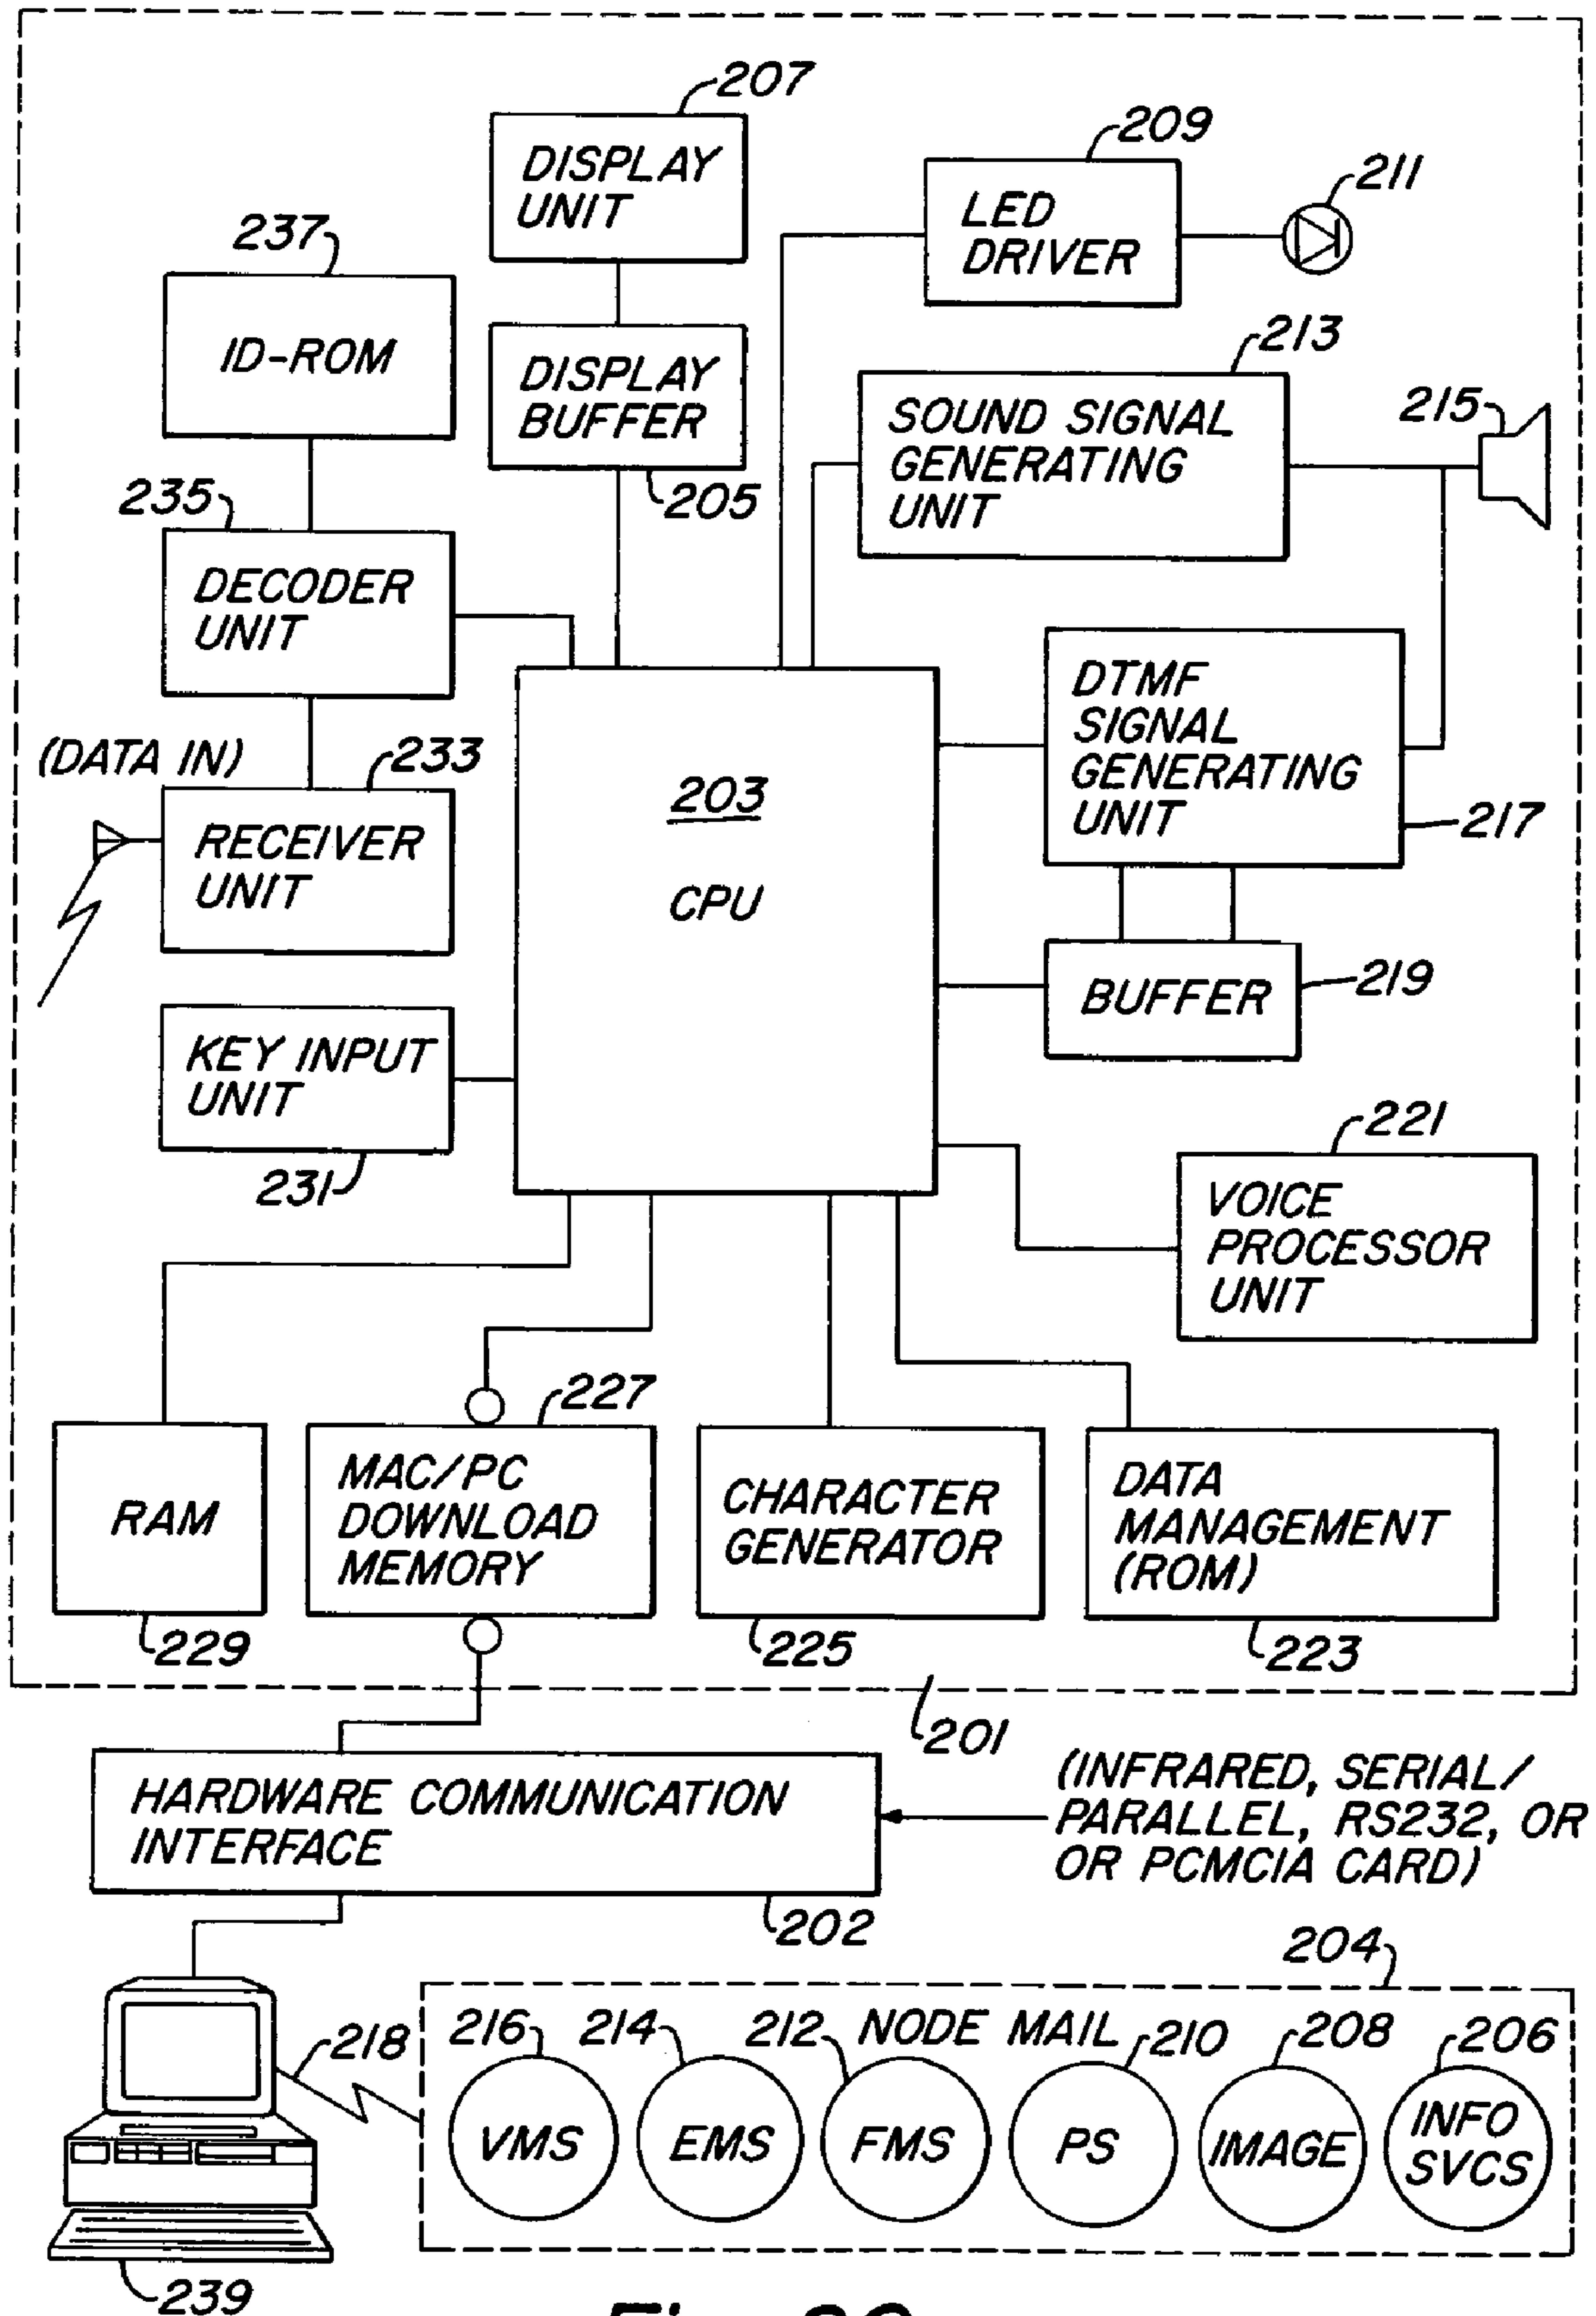 207
DISPLAY
UNIT
209
LED
DRIVER
211
237
ID-ROM
DISPLAY
BUFFER
205
213
SOUND SIGNAL
GENERATING
UNIT
215
235
DECODER
UNIT
DTMF
SIGNAL
GENERATING
UNIT
217
(DATA IN)
233
RECEIVER
UNIT
203
CPU
BUFFER
219
KEY INPUT
UNIT
231
221
VOICE
PROCESSOR
UNIT
RAM
229
227
MAC/PC
DOWNLOAD
MEMORY
CHARACTER
GENERATOR
225
DATA
MANAGEMENT
(ROM)
223
201
HARDWARE COMMUNICATION
INTERFACE
202
(INFRARED, SERIAL/
PARALLEL, RS232, OR
OR PCMCIA CARD)
204
218
NODE MAIL
216
VMS
214
EMS
212
FMS
210
PS
208
IMAGE
206
INFO
SVCS
239